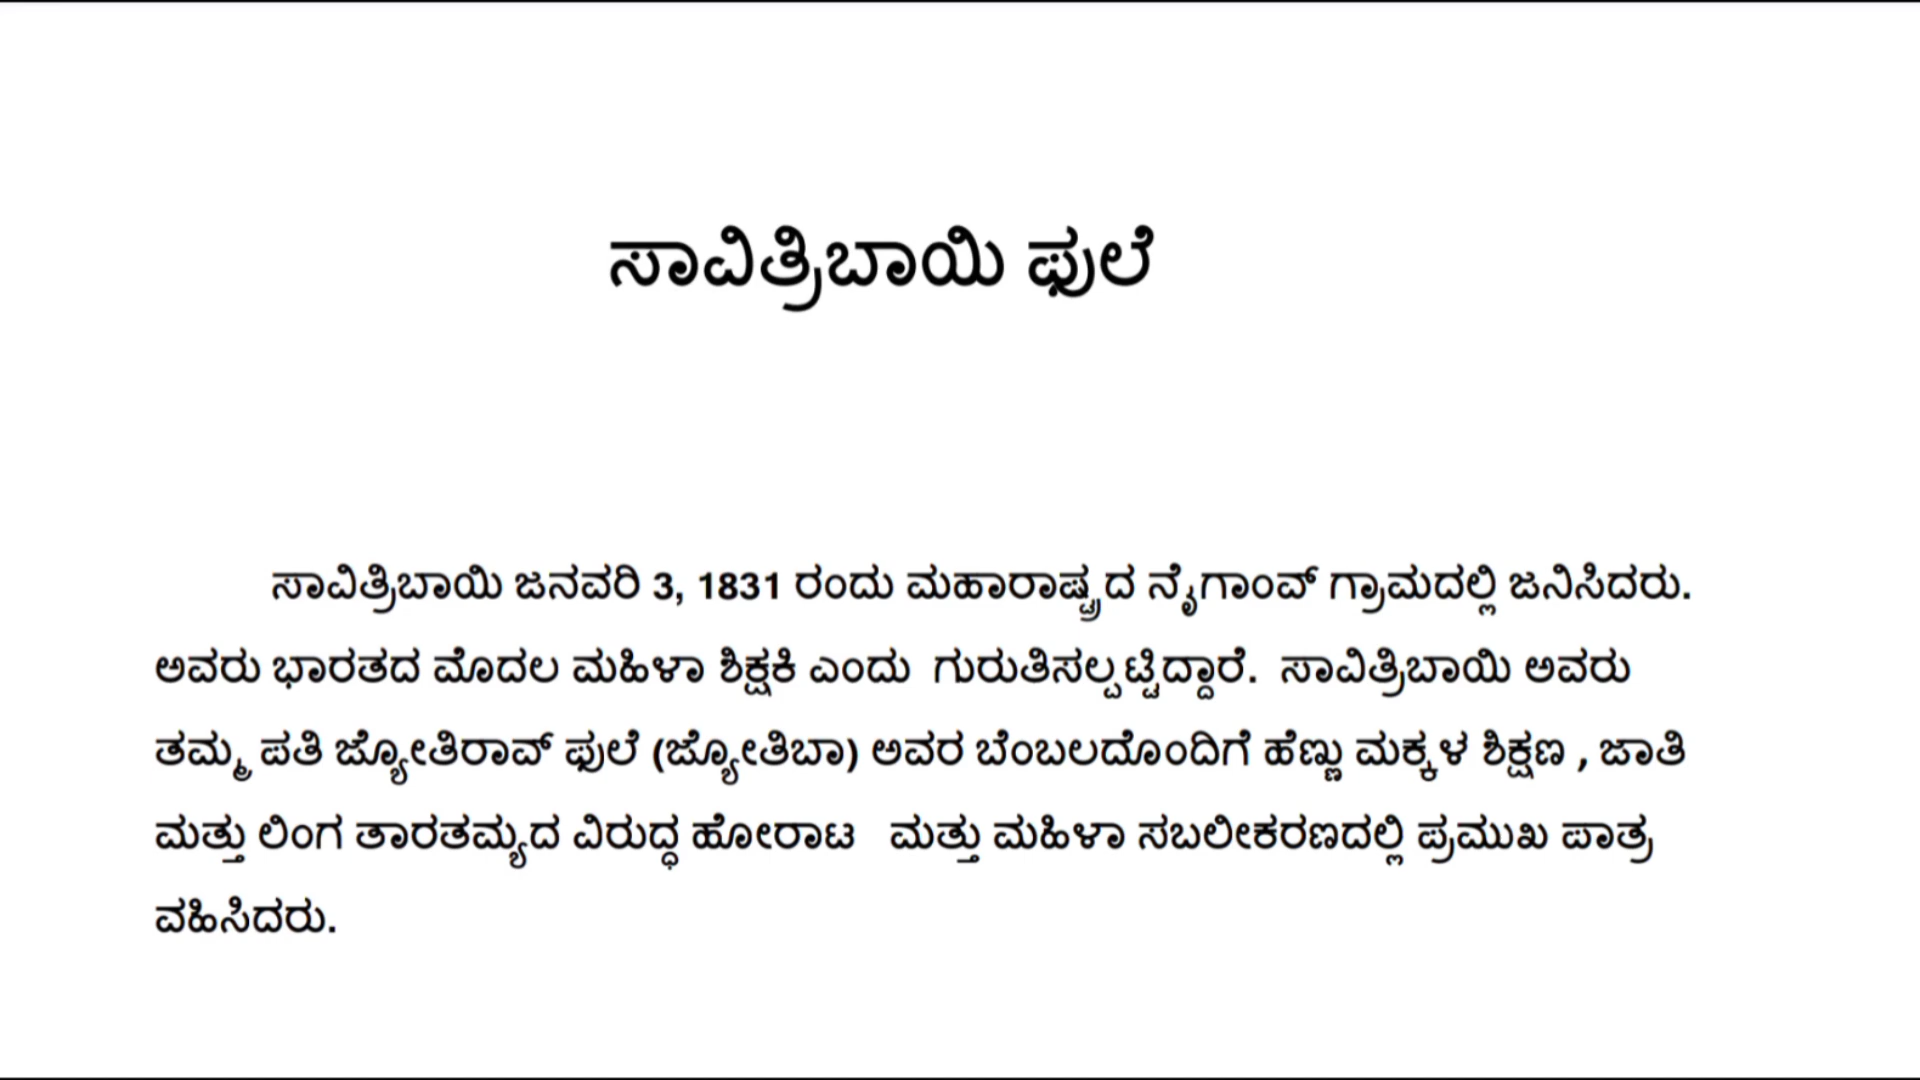 ಸಾವಿತ್ರಿಬಾಯಿ ಫುಲೆ
ಸಾವಿತ್ರಿಬಾಯಿ ಜನವರಿ 3, 1831 ರಂದು ಮಹಾರಾಷ್ಟ್ರದ ನೈಗಾಂವ್ ಗ್ರಾಮದಲ್ಲಿ ಜನಿಸಿದರು.
ಅವರು ಭಾರತದ ಮೊದಲ ಮಹಿಳಾ ಶಿಕ್ಷಕಿ ಎಂದು ಗುರುತಿಸಲ್ಪಟ್ಟಿದ್ದಾರೆ. ಸಾವಿತ್ರಿಬಾಯಿ ಅವರು
ತಮ್ಮ ಪತಿ ಜ್ಯೋತಿರಾವ್ ಫುಲೆ (ಜ್ಯೋತಿಬಾ) ಅವರ ಬೆಂಬಲದೊಂದಿಗೆ ಹೆಣ್ಣು ಮಕ್ಕಳ ಶಿಕ್ಷಣ , ಜಾತಿ
ಮತ್ತು ಲಿಂಗ ತಾರತಮ್ಯದ ವಿರುದ್ಧ ಹೋರಾಟ ಮತ್ತು ಮಹಿಳಾ ಸಬಲೀಕರಣದಲ್ಲಿ ಪ್ರಮುಖ ಪಾತ್ರ
ವಹಿಸಿದರು.